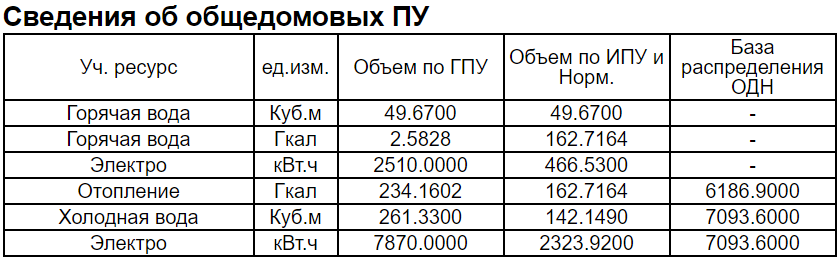 Сведения об общедомовых ПУ
Уч. ресурс ед.изм. Объем по ГПУ Объем по ИПУ и Норм. База распределения ОДН
Горячая вода Куб.м 49.6700 49.6700 -
Горячая вода Гкал 2.5828 162.7164 -
Электро кВт.ч 2510.0000 466.5300 -
Отопление Гкал 234.1602 162.7164 6186.9000
Холодная вода Куб.м 261.3300 142.1490 7093.6000
Электро кВт.ч 7870.0000 2323.9200 7093.6000